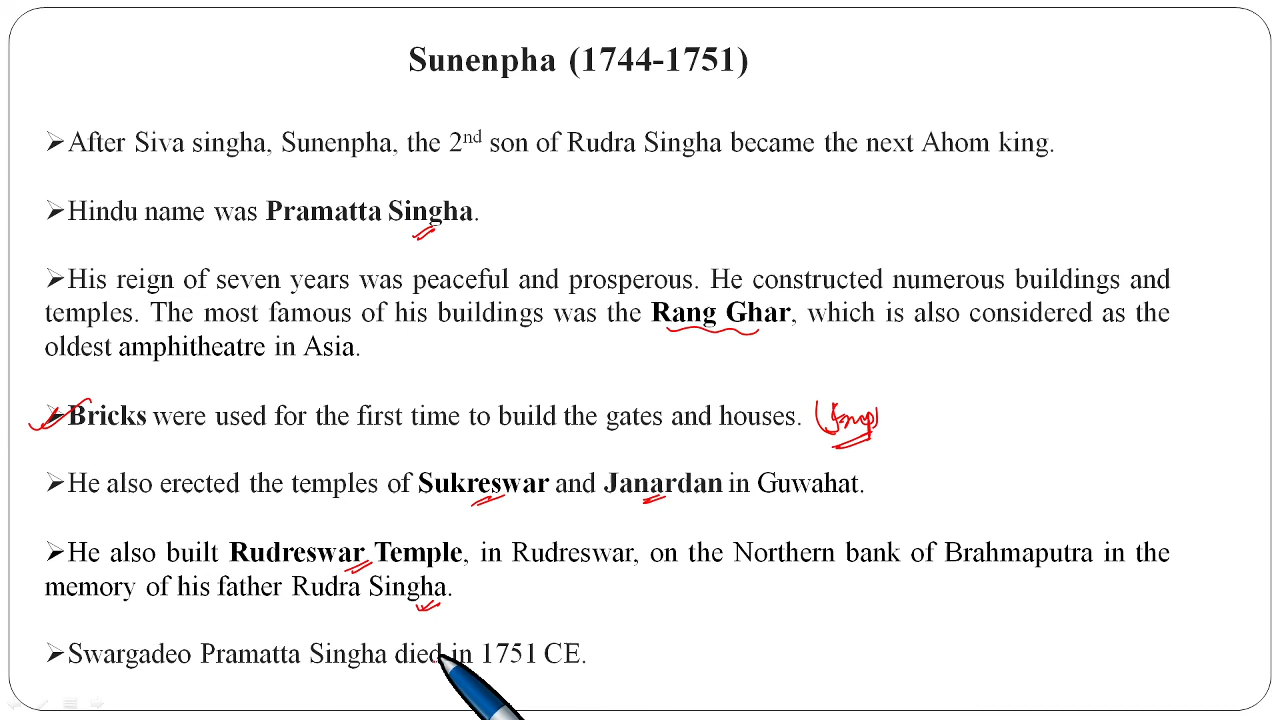 Sunenpha (1744-1751)
➢After Siva singha, Sunenpha, the 2nd son of Rudra Singha became the next Ahom king.
➢Hindu name was Pramatta Singha.
➢His reign of seven years was peaceful and prosperous. He constructed numerous buildings and
temples. The most famous of his buildings was the Rang Ghar, which is also considered as the
oldest amphitheatre in Asia.
➢Bricks were used for the first time to build the gates and houses.
➢He also erected the temples of Sukreswar and Janardan in Guwahat.
➢He also built Rudreswar Temple, in Rudreswar, on the Northern bank of Brahmaputra in the
memory of his father Rudra Singha.
➢Swargadeo Pramatta Singha died in 1751 CE.